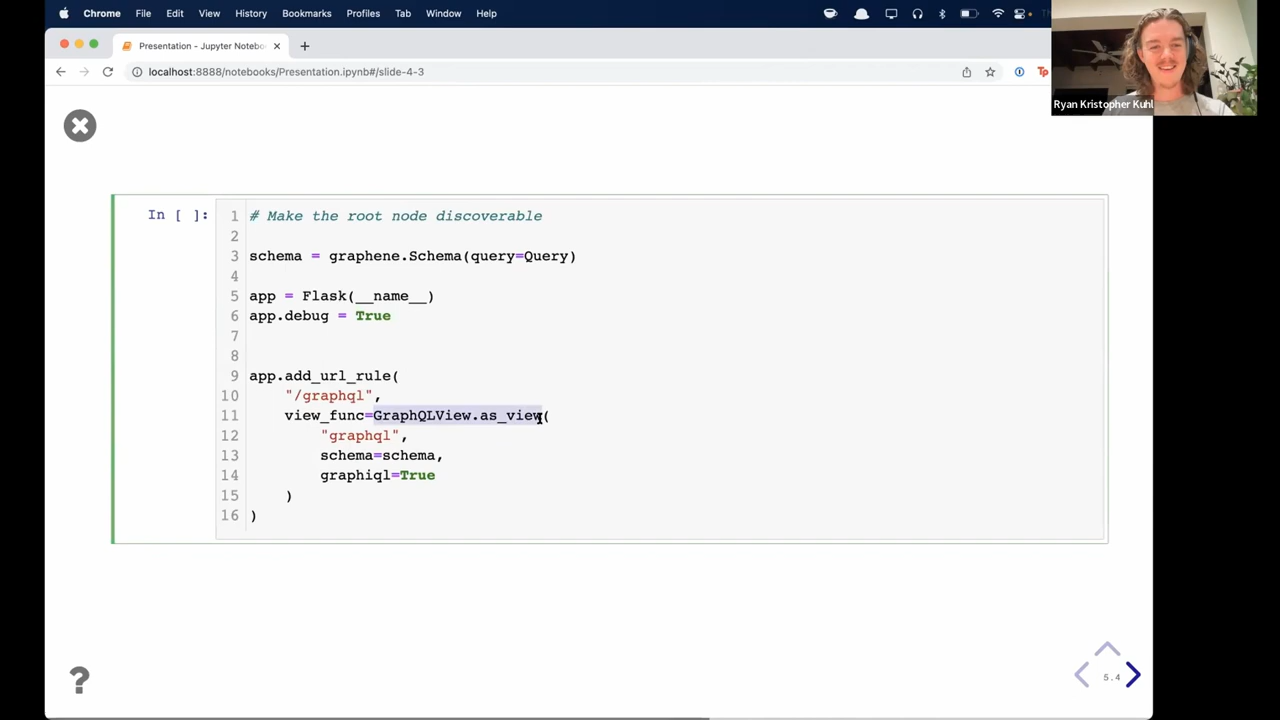 Chrome File Edit View History Bookmarks Profiles Tab Window Help
Presentation - Jupyter Notebo
localhost:8888/notebooks/Presentation.ipynb#/slide-4-3
Tp
Ryan Kristopher Kuhl
In [ ]:
1 # Make the root node discoverable
2
3 schema = graphene.Schema(query=Query)
4
5 app = Flask(__name__)
6 app.debug = True
7
8
9 app.add_url_rule(
10 "/graphql",
11 view_func=GraphQLView.as_view(
12 "graphql",
13 schema=schema,
14 graphiql=True
15 )
16 )
?
5.4